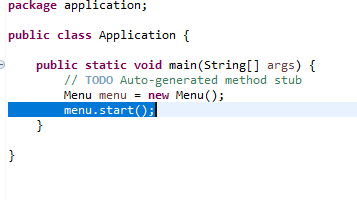 package application;
public class Application {
public static void main(String[] args) {
// TODO Auto-generated method stub
Menu menu = new Menu();
menu.start();
}
}